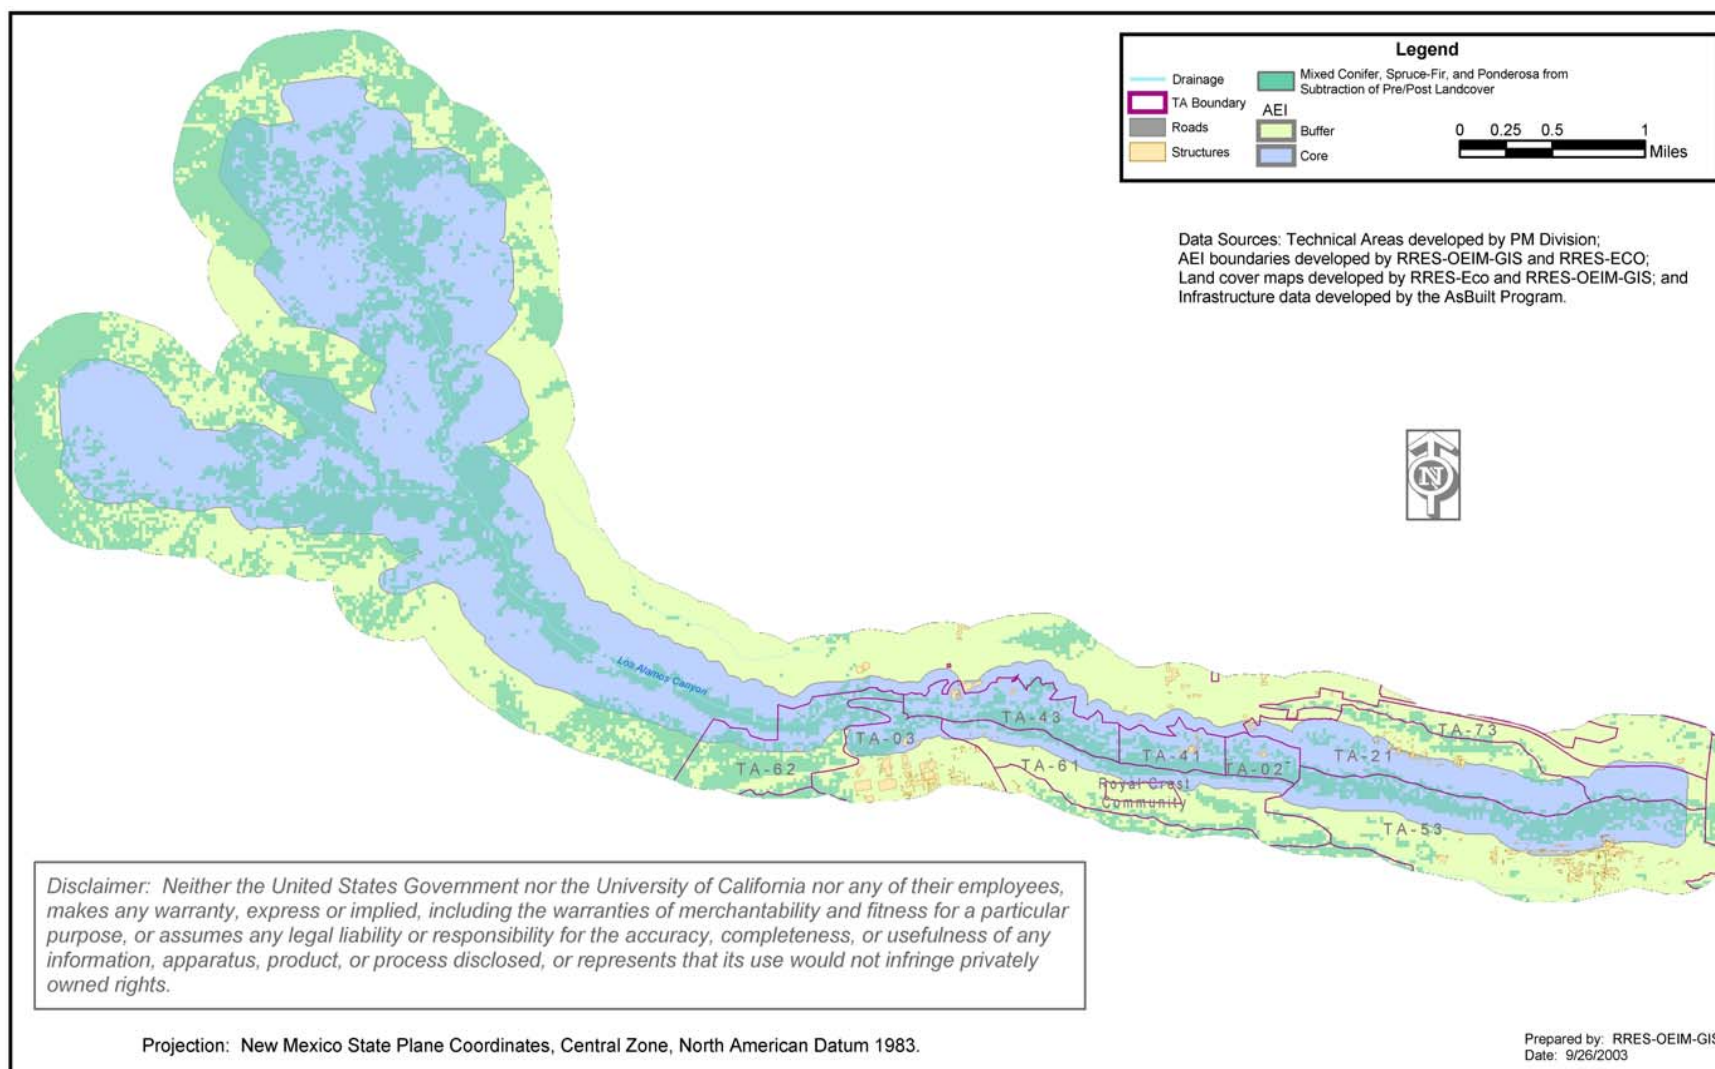 Legend
Drainage
TA Boundary
Roads
Structures
Mixed Conifer, Spruce-Fir, and Ponderosa from
Subtraction of Pre/Post Landcover
AEI
Buffer
Core
0 0.25 0.5 1
Miles
Data Sources: Technical Areas developed by PM Division;
AEI boundaries developed by RRES-OEIM-GIS and RRES-ECO;
Land cover maps developed by RRES-Eco and RRES-OEIM-GIS; and
Infrastructure data developed by the AsBuilt Program.
N
Los Alamos Canyon
TA-43
TA-03
TA-73
TA-62
TA-61
TA-41
TA-02
TA-21
Royal Crest
Community
TA-53
Disclaimer: Neither the United States Government nor the University of California nor any of their employees,
makes any warranty, express or implied, including the warranties of merchantability and fitness for a particular
purpose, or assumes any legal liability or responsibility for the accuracy, completeness, or usefulness of any
information, apparatus, product, or process disclosed, or represents that its use would not infringe privately
owned rights.
Projection: New Mexico State Plane Coordinates, Central Zone, North American Datum 1983.
Prepared by: RRES-OEIM-GIS
Date: 9/26/2003